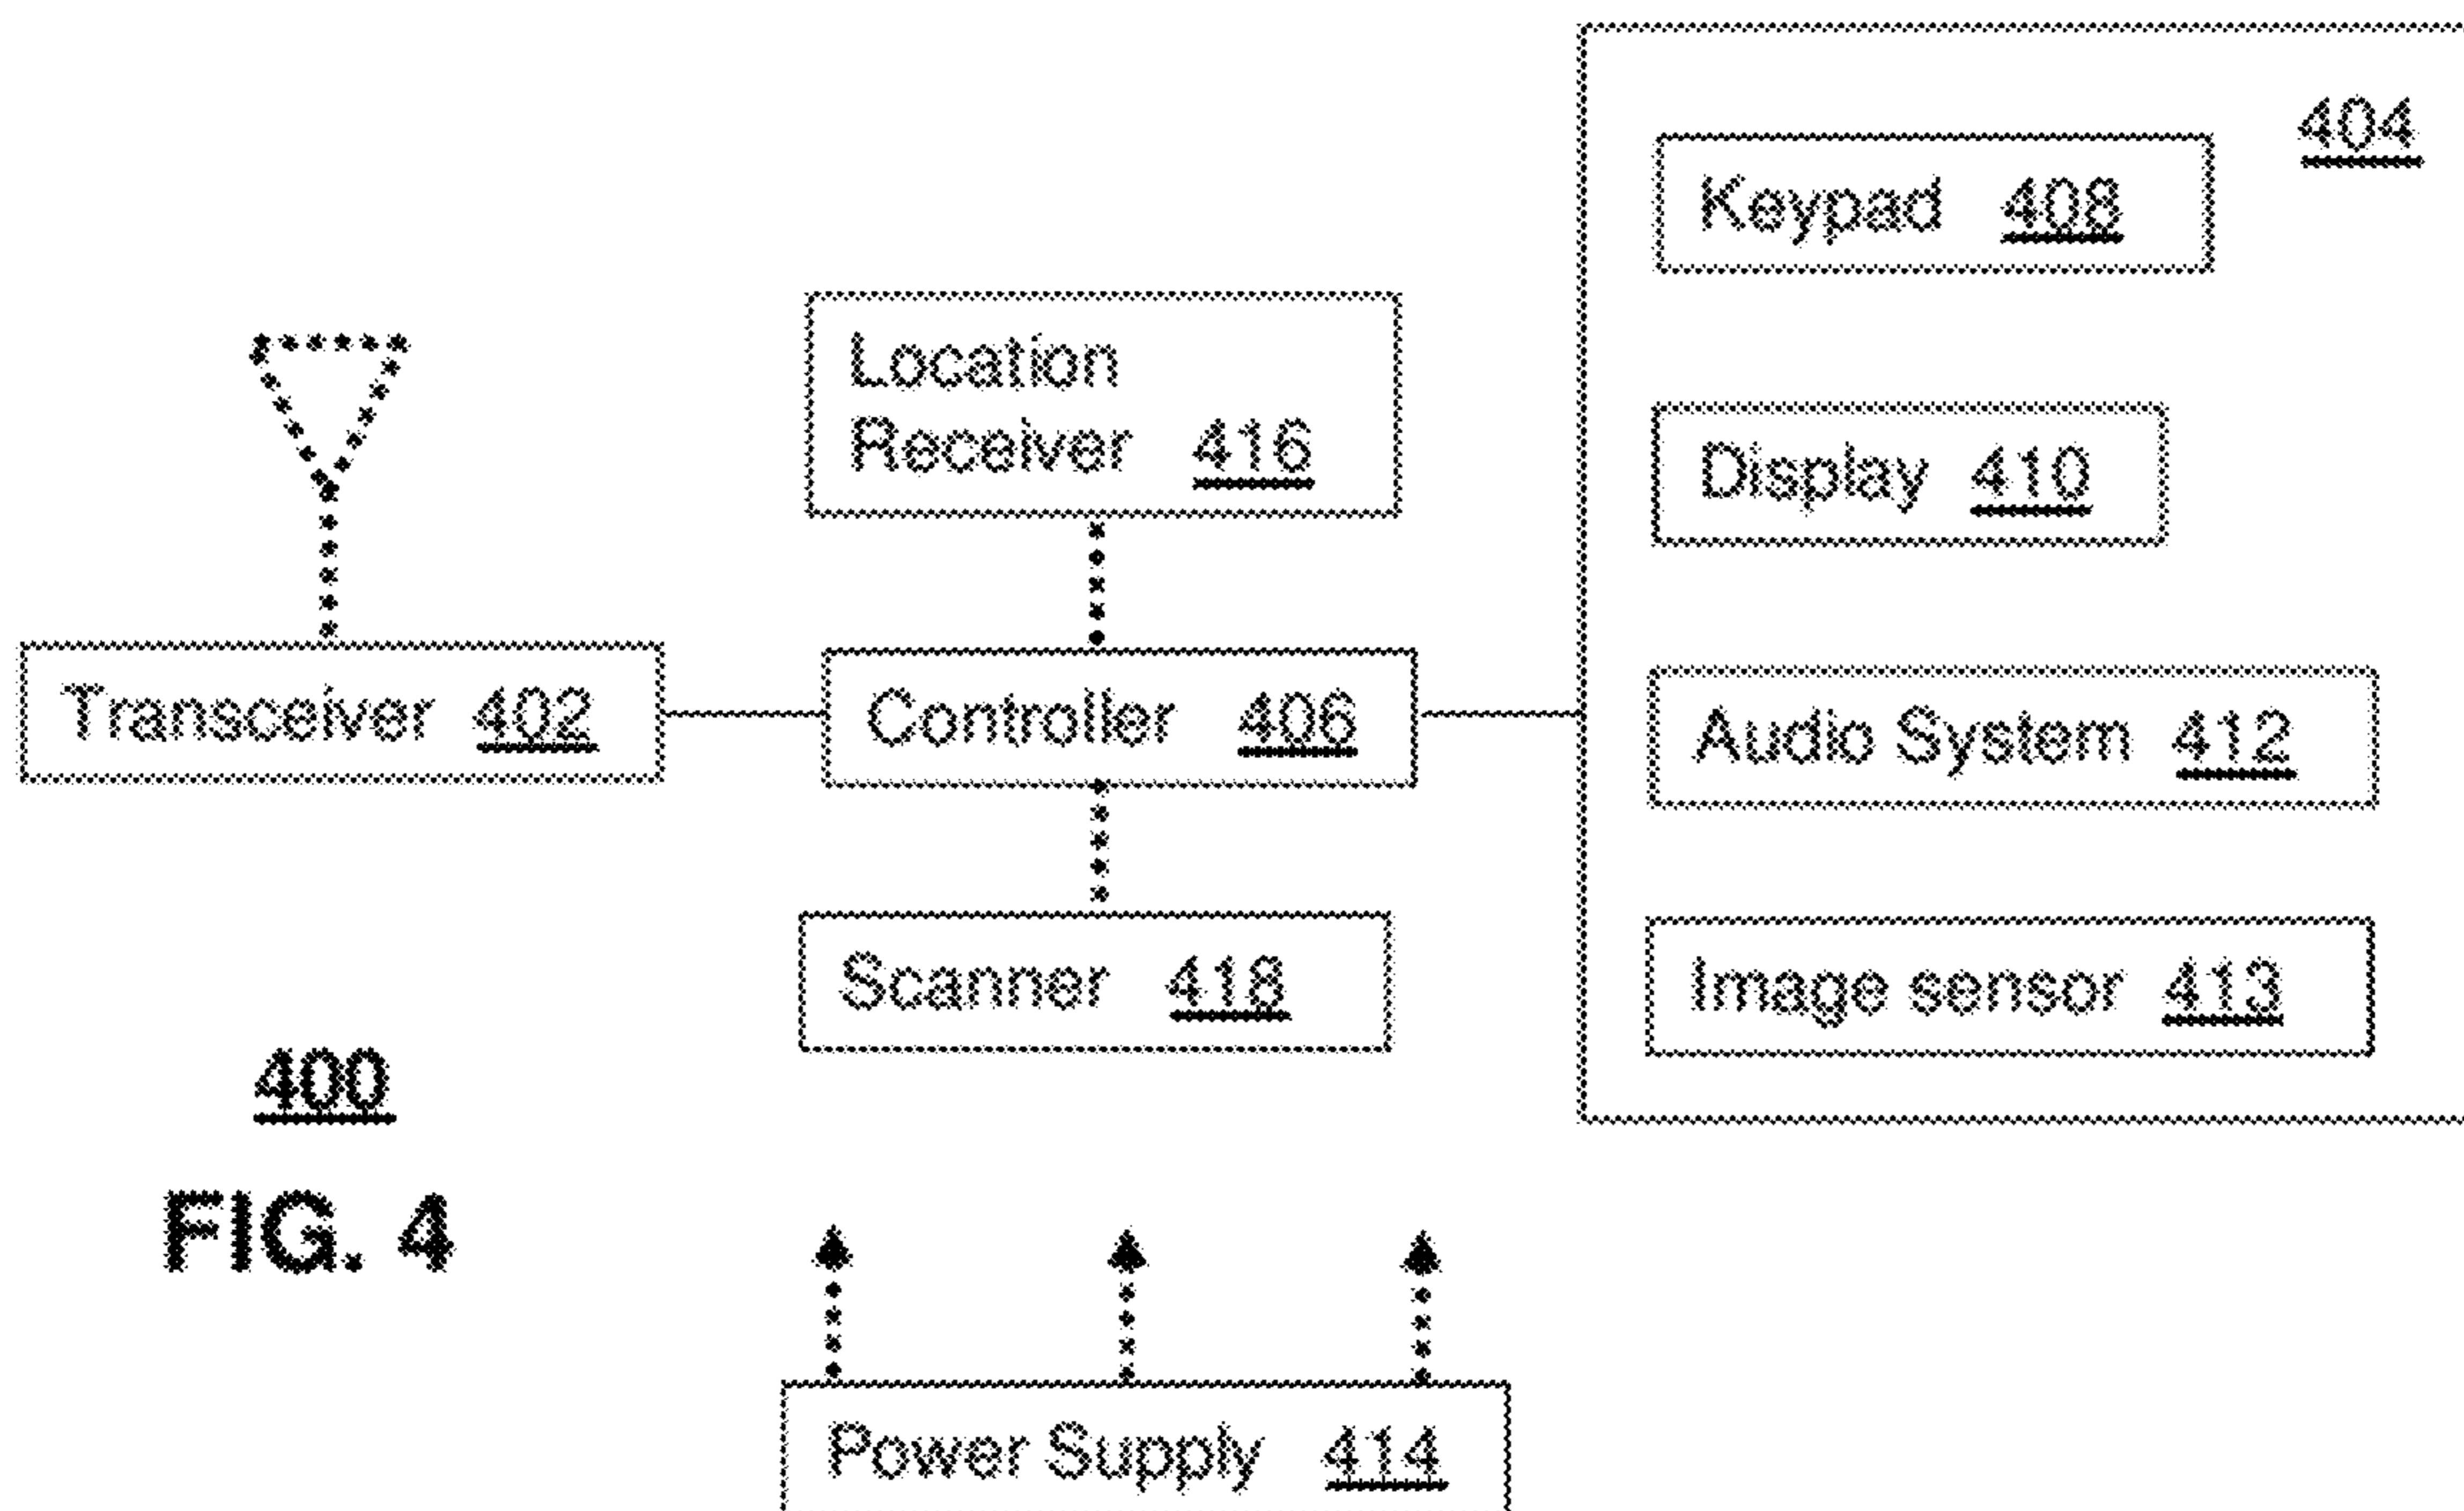 404
Keypad 408
Location
Receiver 416
Display 410
Transceiver 402
Controller 406
Audio System 412
Scanner 418
Image sensor 413
400
FIG. 4
Power Supply 414